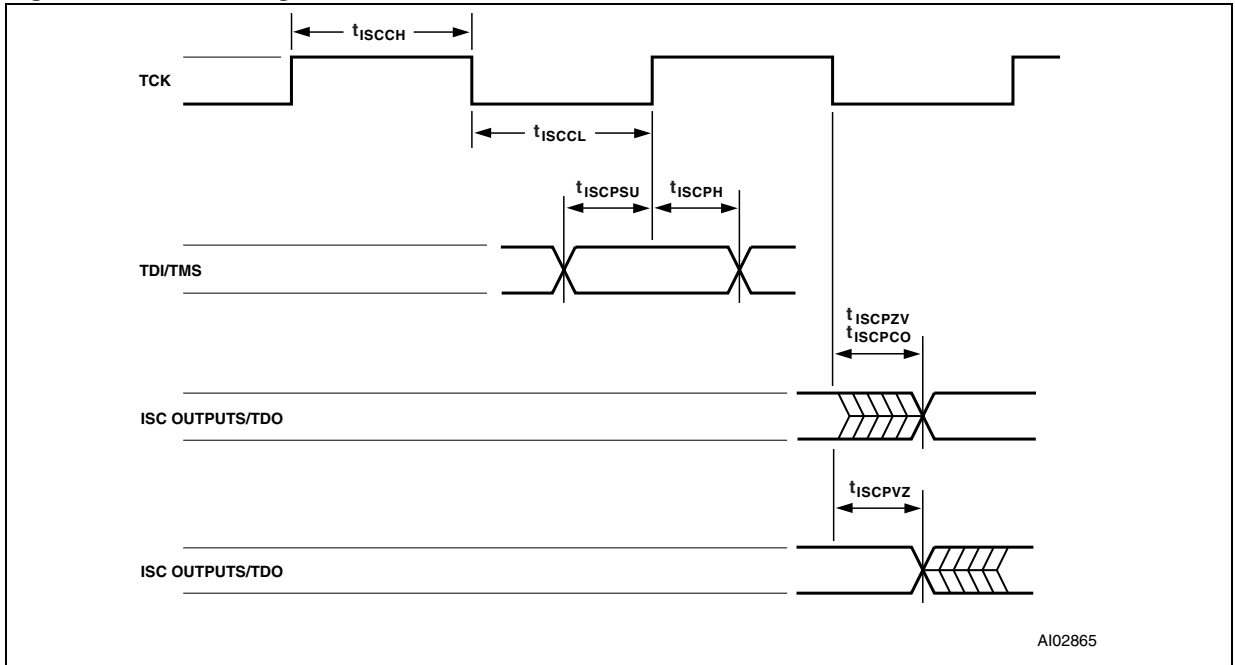 tISCCH
TCK
tISCCL
tISCPSU tISCPH
TDI/TMS
tISCPZV
tISCPCO
ISC OUTPUTS/TDO
tISCPVZ
ISC OUTPUTS/TDO
AI02865